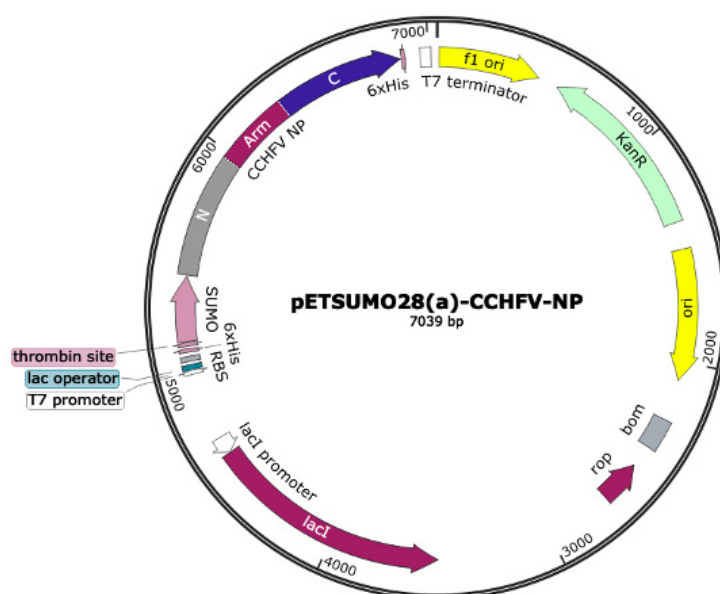 7000
f1 ori
T7 terminator
6xHis
C
Arm
CCHFV NP
N
6000
1000
KanR
ori
2000
bom
rop
3000
4000
lacI
lacI promoter
5000
SUMO
6xHis
RBS
thrombin site
lac operator
T7 promoter
pETSUMO28(a)-CCHFV-NP
7039 bp